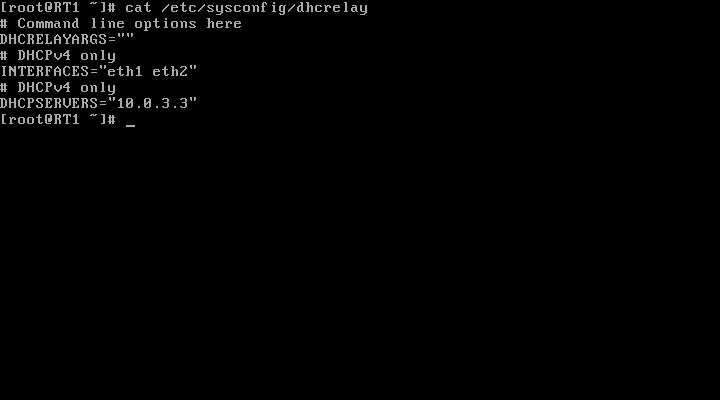 [root@RT1 ~]# cat /etc/sysconfig/dhcrelay
# Command line options here
DHCRELAYARGS=""
# DHCPv4 only
INTERFACES="eth1 eth2"
# DHCPv4 only
DHCPSERVERS="10.0.3.3"
[root@RT1 ~]# _